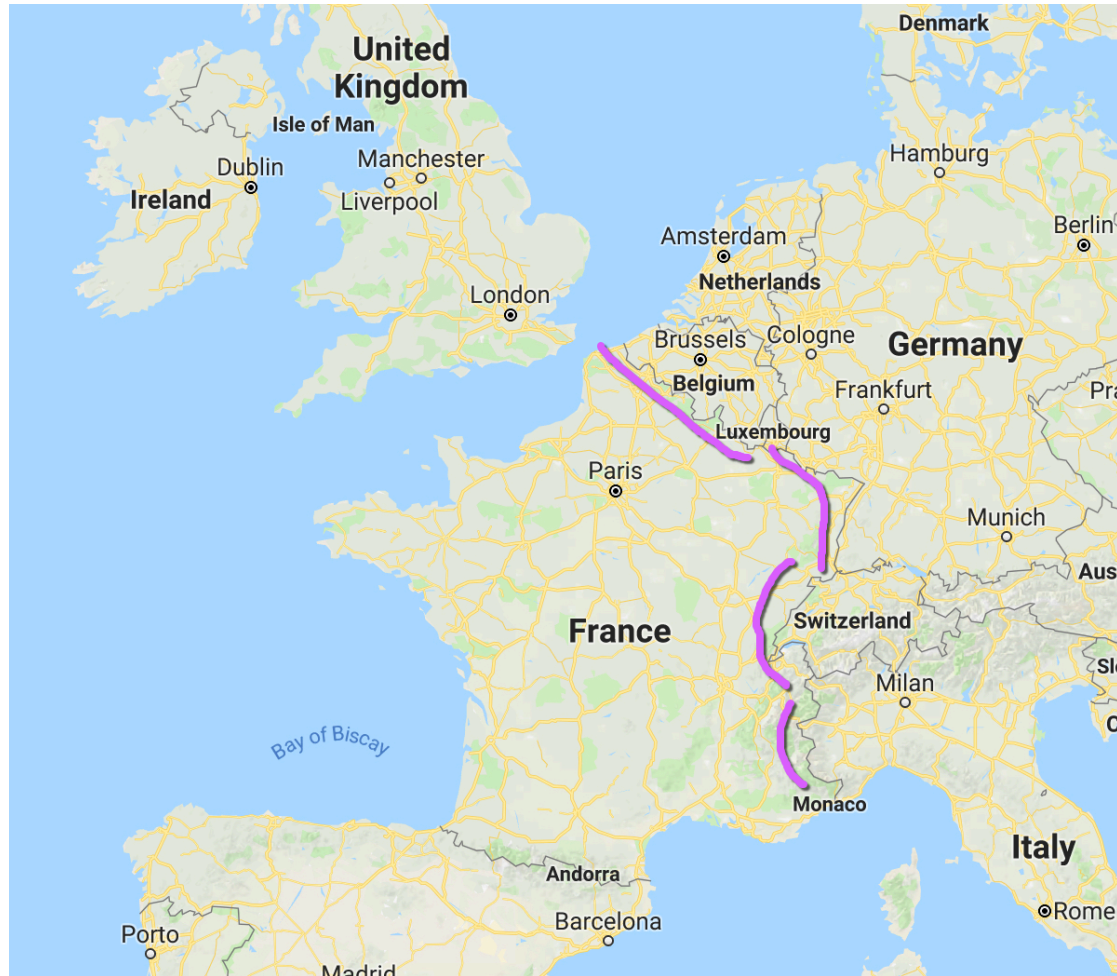 Denmark
United
Kingdom
Isle of Man
Hamburg
Manchester
Dublin
Liverpool
Ireland
Berlin
Amsterdam
Netherlands
London
Brussels
Cologne
Germany
Belgium
Frankfurt
Pra
Luxembourg
Paris
Munich
Aus
France
Switzerland
Slo
Milan
Bay of Biscay
Monaco
Italy
Andorra
Rome
Barcelona
Porto
Madrid